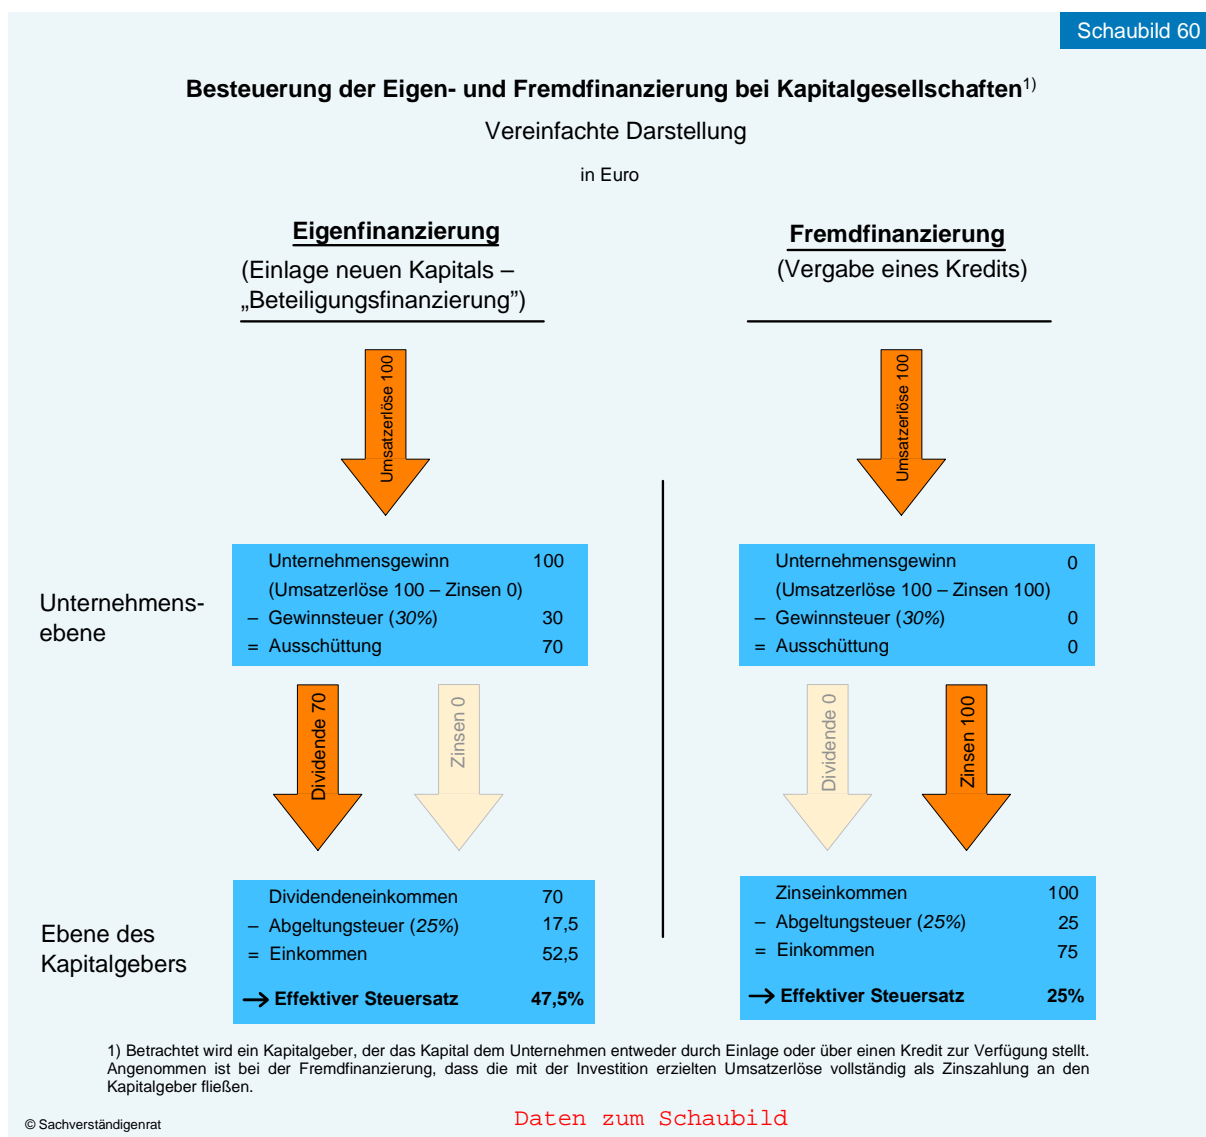 Schaubild 60
Besteuerung der Eigen- und Fremdfinanzierung bei Kapitalgesellschaften1)
Vereinfachte Darstellung
in Euro
Eigenfinanzierung
(Einlage neuen Kapitals –
„Beteiligungsfinanzierung”)
Fremdfinanzierung
(Vergabe eines Kredits)
Umsatzerlöse 100
Umsatzerlöse 100
Unternehmens-
ebene
Unternehmensgewinn 100
(Umsatzerlöse 100 – Zinsen 0)
– Gewinnsteuer (30%) 30
= Ausschüttung 70
Unternehmensgewinn 0
(Umsatzerlöse 100 – Zinsen 100)
– Gewinnsteuer (30%) 0
= Ausschüttung 0
Dividende 70
Zinsen 0
Dividende 0
Zinsen 100
Ebene des
Kapitalgebers
Dividendeneinkommen 70
– Abgeltungsteuer (25%) 17,5
= Einkommen 52,5
→ Effektiver Steuersatz 47,5%
Zinseinkommen 100
– Abgeltungsteuer (25%) 25
= Einkommen 75
→ Effektiver Steuersatz 25%
1) Betrachtet wird ein Kapitalgeber, der das Kapital dem Unternehmen entweder durch Einlage oder über einen Kredit zur Verfügung stellt.
Angenommen ist bei der Fremdfinanzierung, dass die mit der Investition erzielten Umsatzerlöse vollständig als Zinszahlung an den
Kapitalgeber fließen.
© Sachverständigenrat
Daten zum Schaubild